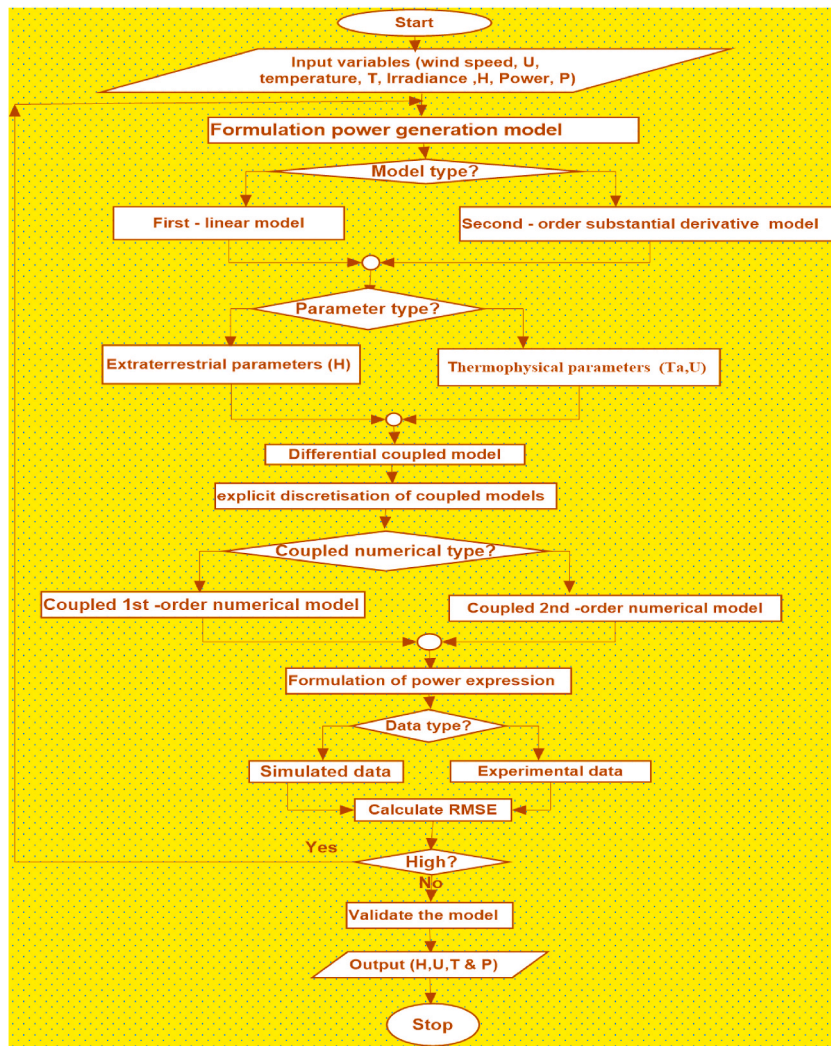 Start
Input variables (wind speed, U,
temperature, T, Irradiance ,H, Power, P)
Formulation power generation model
Model type?
First - linear model
Second - order substantial derivative model
Parameter type?
Extraterrestrial parameters (H)
Thermophysical parameters (Ta,U)
Differential coupled model
explicit discretisation of coupled models
Coupled numerical type?
Coupled 1st -order numerical model
Coupled 2nd -order numerical model
Formulation of power expression
Data type?
Simulated data
Experimental data
Calculate RMSE
Yes
High?
No
Validate the model
Output (H,U,T & P)
Stop